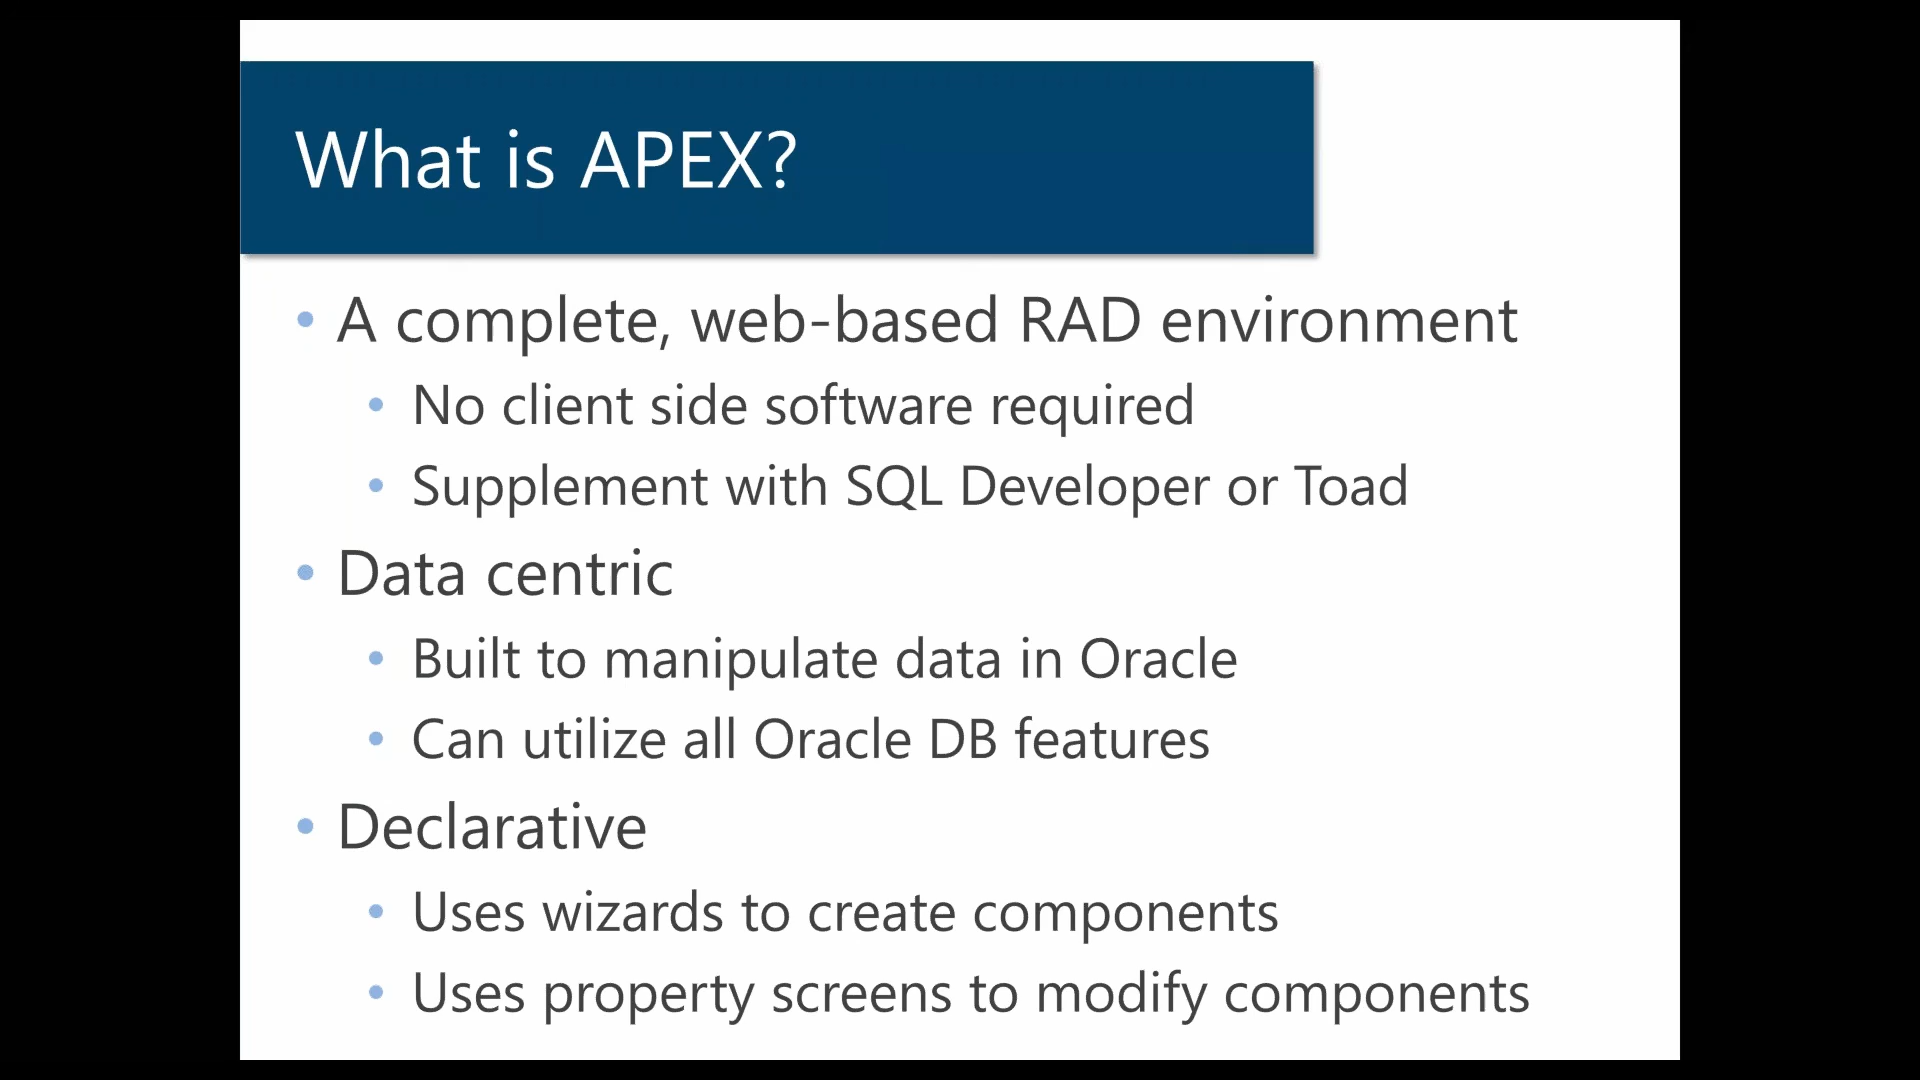 What is APEX?
• A complete, web-based RAD environment
• No client side software required
• Supplement with SQL Developer or Toad
• Data centric
• Built to manipulate data in Oracle
• Can utilize all Oracle DB features
• Declarative
• Uses wizards to create components
• Uses property screens to modify components